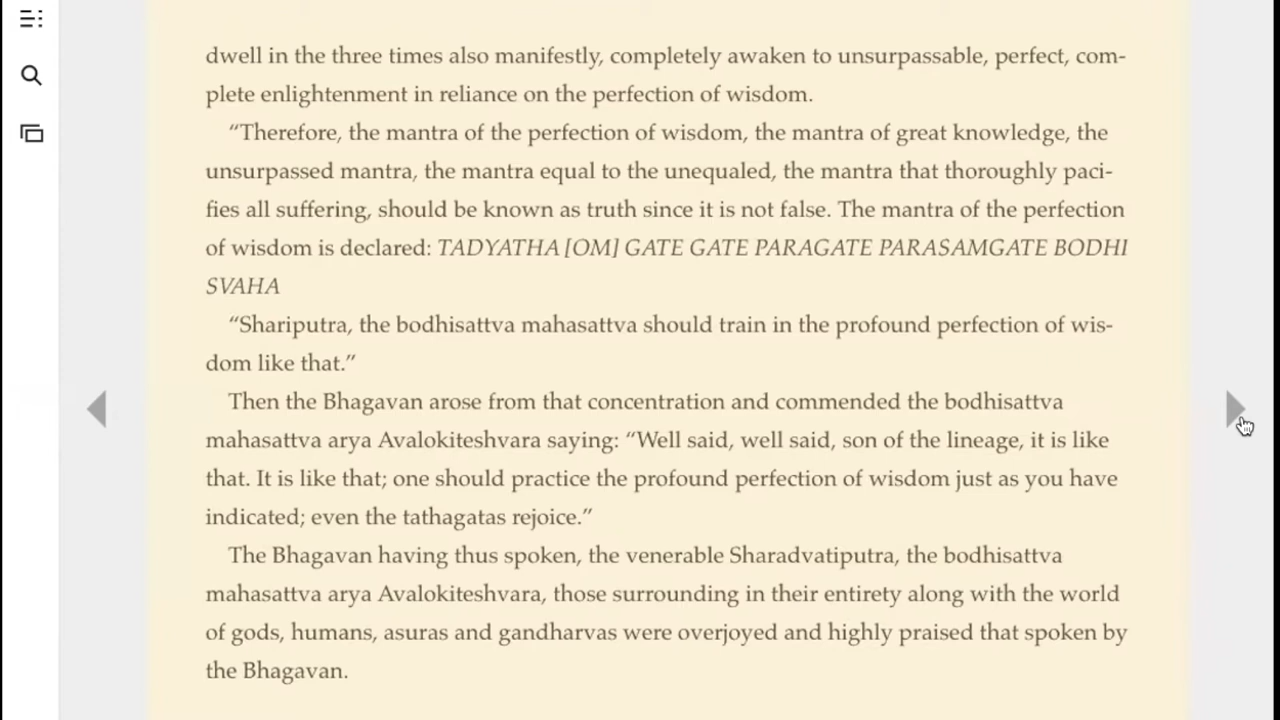 dwell in the three times also manifestly, completely awaken to unsurpassable, perfect, com-
plete enlightenment in reliance on the perfection of wisdom.
“Therefore, the mantra of the perfection of wisdom, the mantra of great knowledge, the
unsurpassed mantra, the mantra equal to the unequaled, the mantra that thoroughly paci-
fies all suffering, should be known as truth since it is not false. The mantra of the perfection
of wisdom is declared: TADYATHA [OM] GATE GATE PARAGATE PARASAMGATE BODHI
SVAHA
“Shariputra, the bodhisattva mahasattva should train in the profound perfection of wis-
dom like that.”
Then the Bhagavan arose from that concentration and commended the bodhisattva
mahasattva arya Avalokiteshvara saying: “Well said, well said, son of the lineage, it is like
that. It is like that; one should practice the profound perfection of wisdom just as you have
indicated; even the tathagatas rejoice.”
The Bhagavan having thus spoken, the venerable Sharadvatiputra, the bodhisattva
mahasattva arya Avalokiteshvara, those surrounding in their entirety along with the world
of gods, humans, asuras and gandharvas were overjoyed and highly praised that spoken by
the Bhagavan.